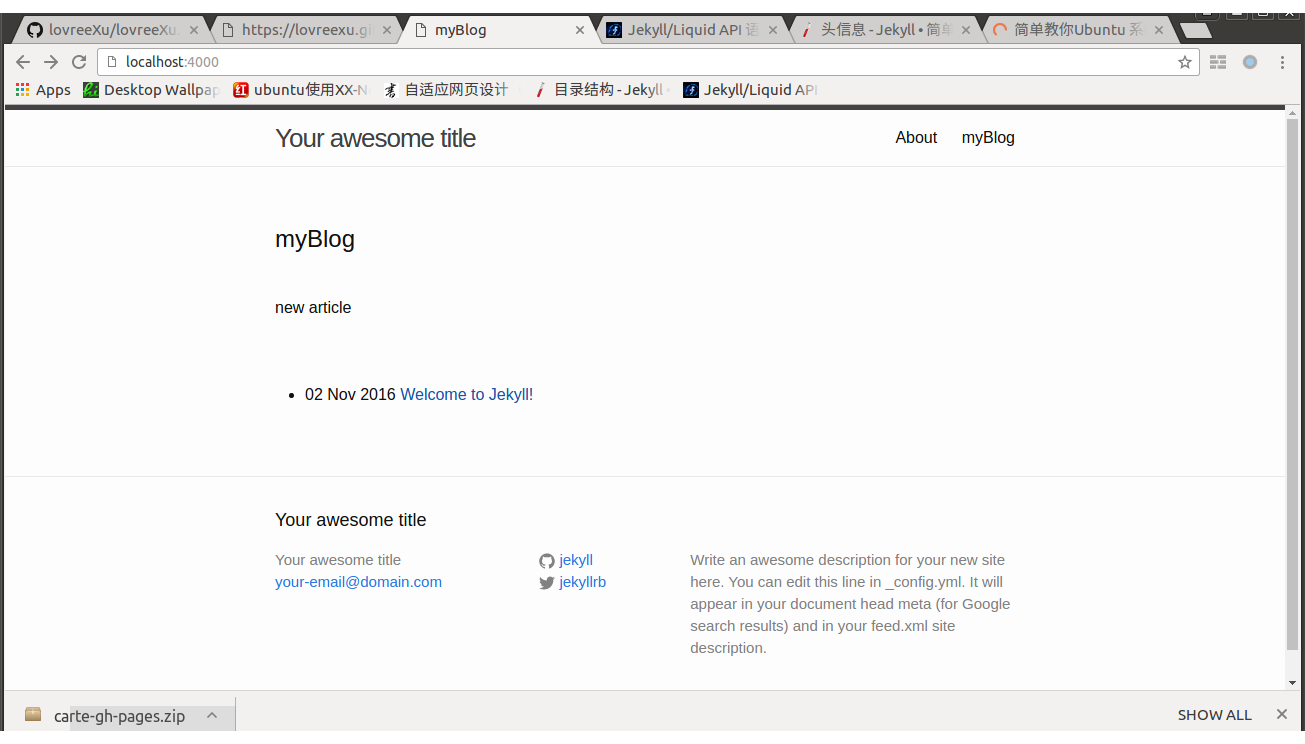 lovreeXu/lovreeXu.
https://lovreexu.gi
myBlog
Jekyll/Liquid API 语
头信息 - Jekyll • 简单
简单教你Ubuntu 系
localhost:4000
Apps
Desktop Wallpap
ubuntu使用XX-N
自适应网页设计
目录结构 - Jekyll
Jekyll/Liquid API
Your awesome title
About
myBlog
myBlog
new article
• 02 Nov 2016 Welcome to Jekyll!
Your awesome title
Your awesome title
your-email@domain.com
jekyll
jekyllrb
Write an awesome description for your new site
here. You can edit this line in _config.yml. It will
appear in your document head meta (for Google
search results) and in your feed.xml site
description.
carte-gh-pages.zip
SHOW ALL